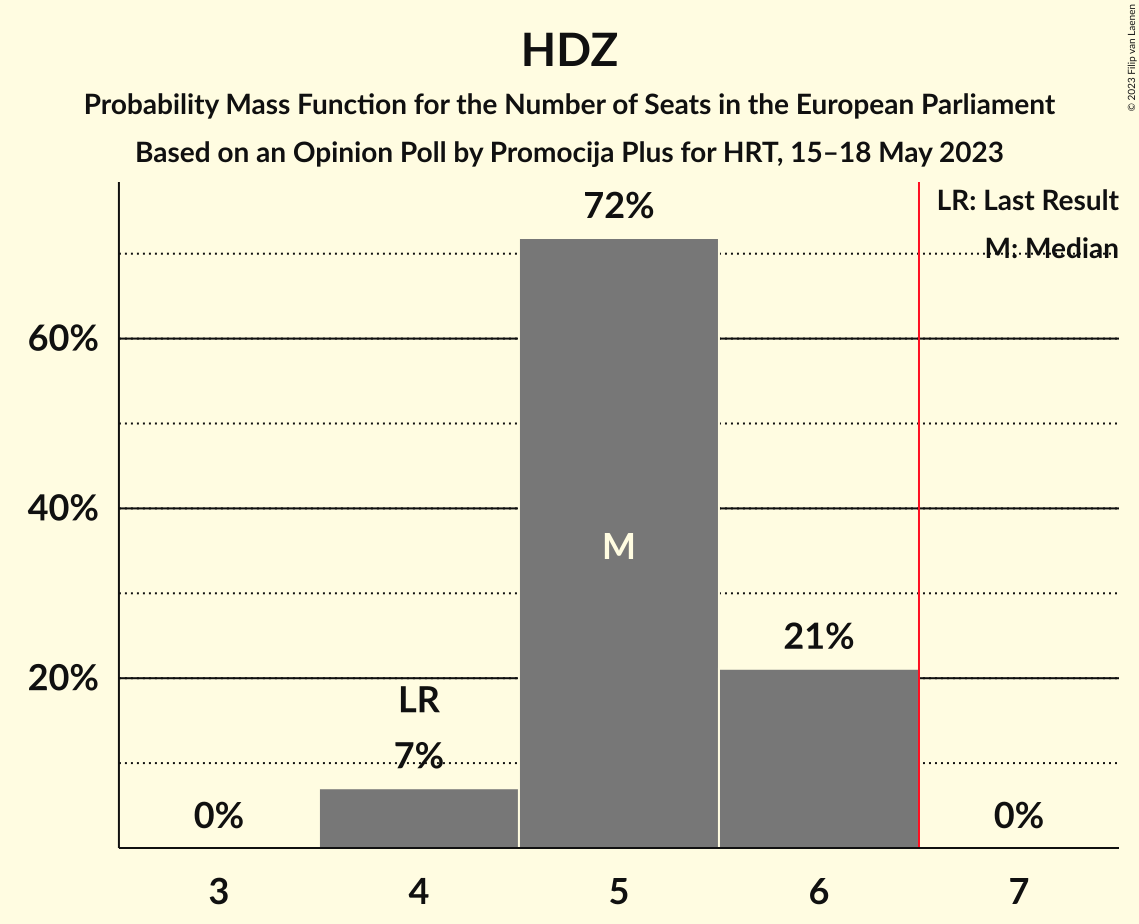 HDZ
Probability Mass Function for the Number of Seats in the European Parliament
Based on an Opinion Poll by Promocija Plus for HRT, 15–18 May 2023
© 2023 Filip van Laenen
LR: Last Result
M: Median
72%
60%
40%
M
21%
20%
LR
7%
0%
0%
3
4
5
6
7